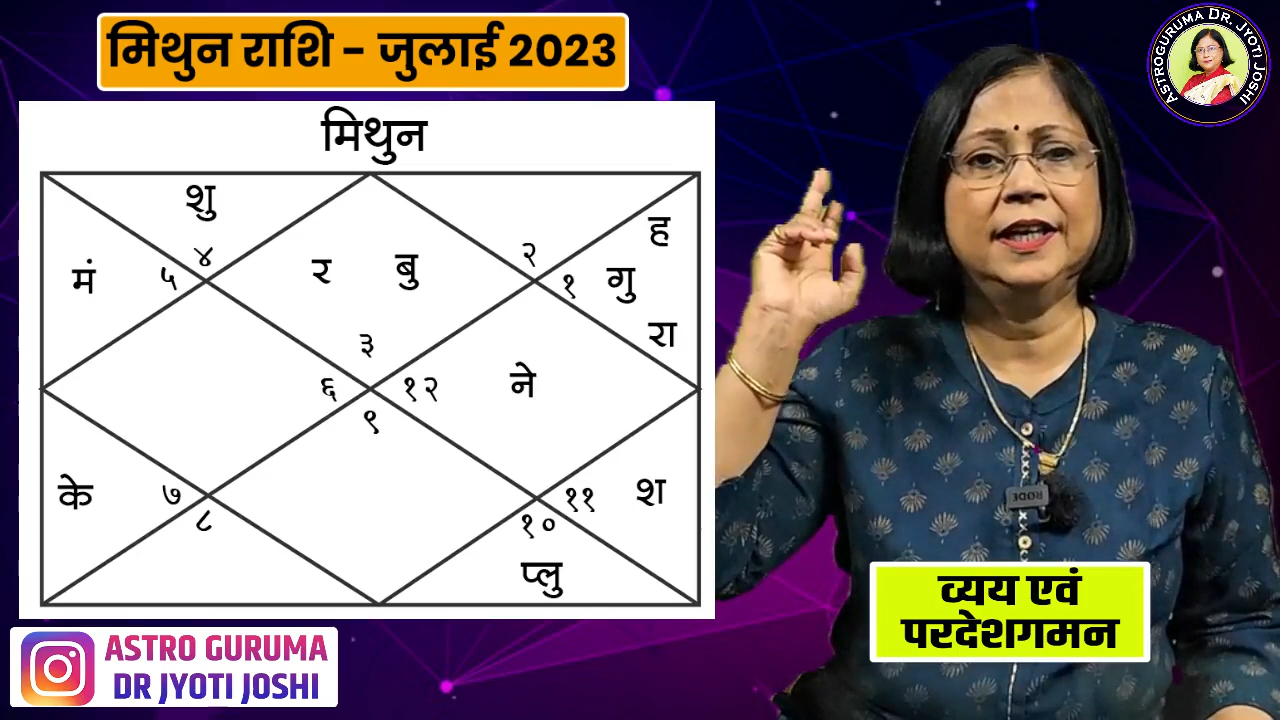 मिथुन राशि - जुलाई 2023
ASTROGURUMA DR. JYOTI JOSHI
मिथुन
शु
४
मं
५
र
बु
३
२
१
ह
गु
रा
६
१२
ने
९
के
७
८
११
श
१०
प्लु
RØDE
व्यय एवं
परदेशगमन
ASTRO GURUMA
DR JYOTI JOSHI